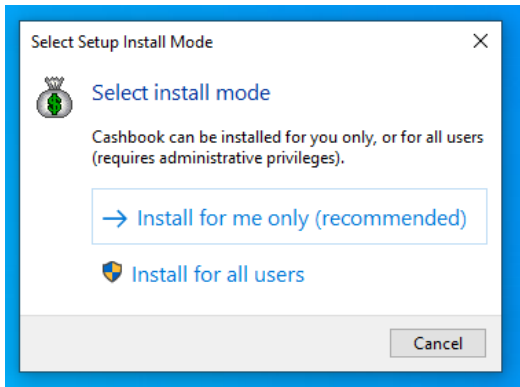 Select Setup Install Mode
Select install mode
Cashbook can be installed for you only, or for all users
(requires administrative privileges).
Install for me only (recommended)
Install for all users
Cancel